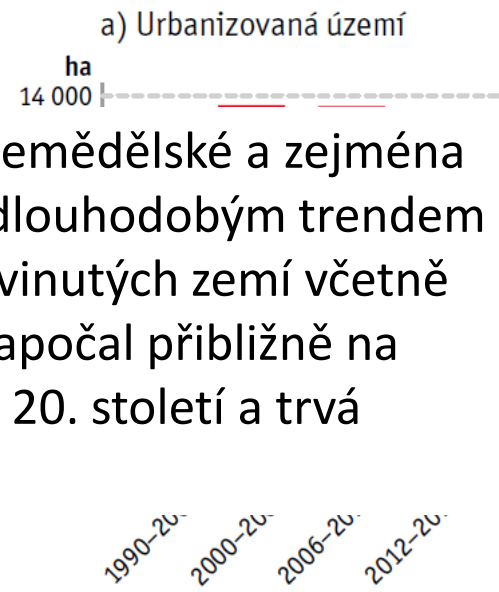 a) Urbanizovaná území
ha
14 000
emědělské a zejména
dlouhodobým trendem
vinutých zemí včetně
apočal přibližně na
20. století a trvá
1990–20
2000–20
2006–20
2012–20